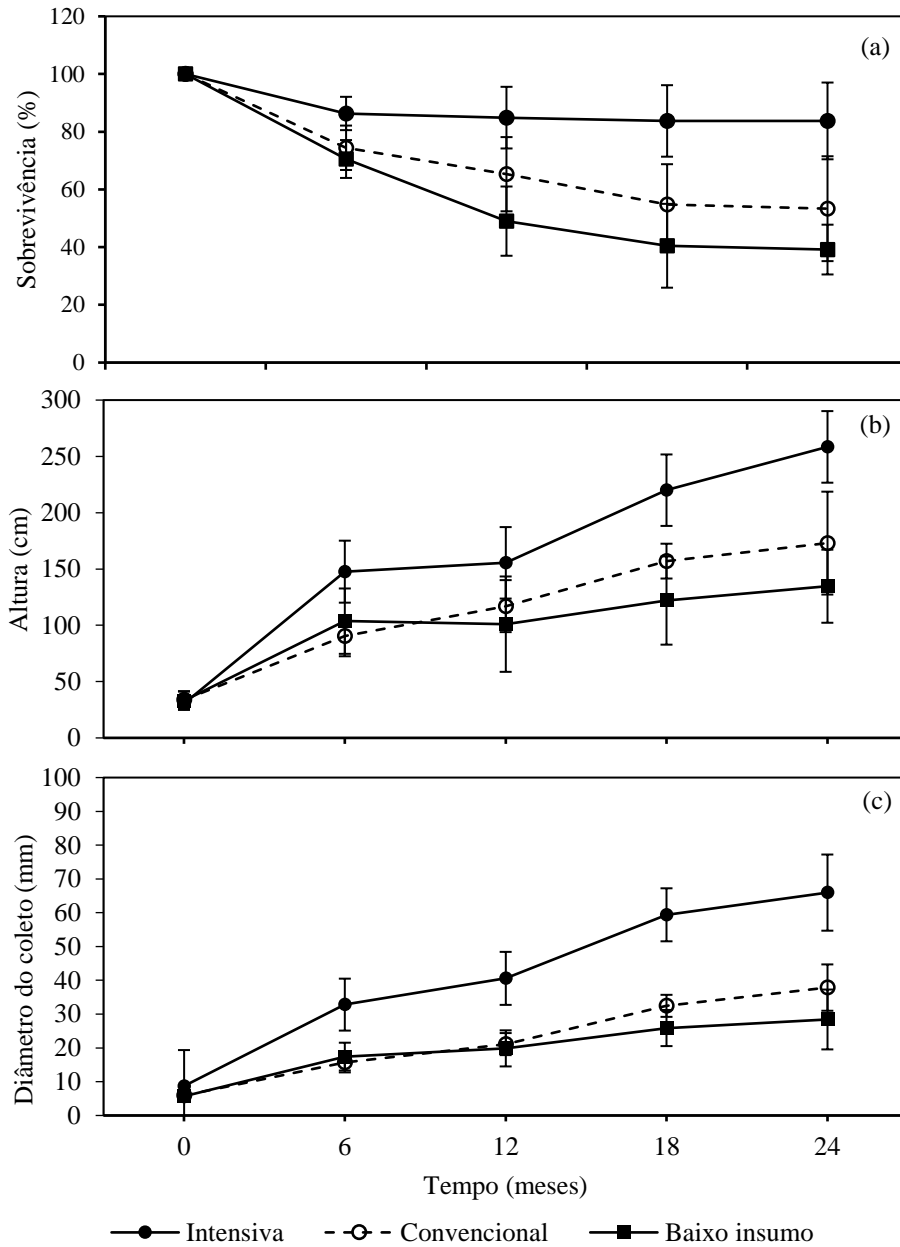 120
100
80
60
40
20
0
Sobrevivência (%)
(a)
300
250
200
150
100
50
0
Altura (cm)
(b)
100
90
80
70
60
50
40
30
20
10
0
Diâmetro do coleto (mm)
(c)
0 6 12 18 24
Tempo (meses)
Intensiva Convencional Baixo insumo